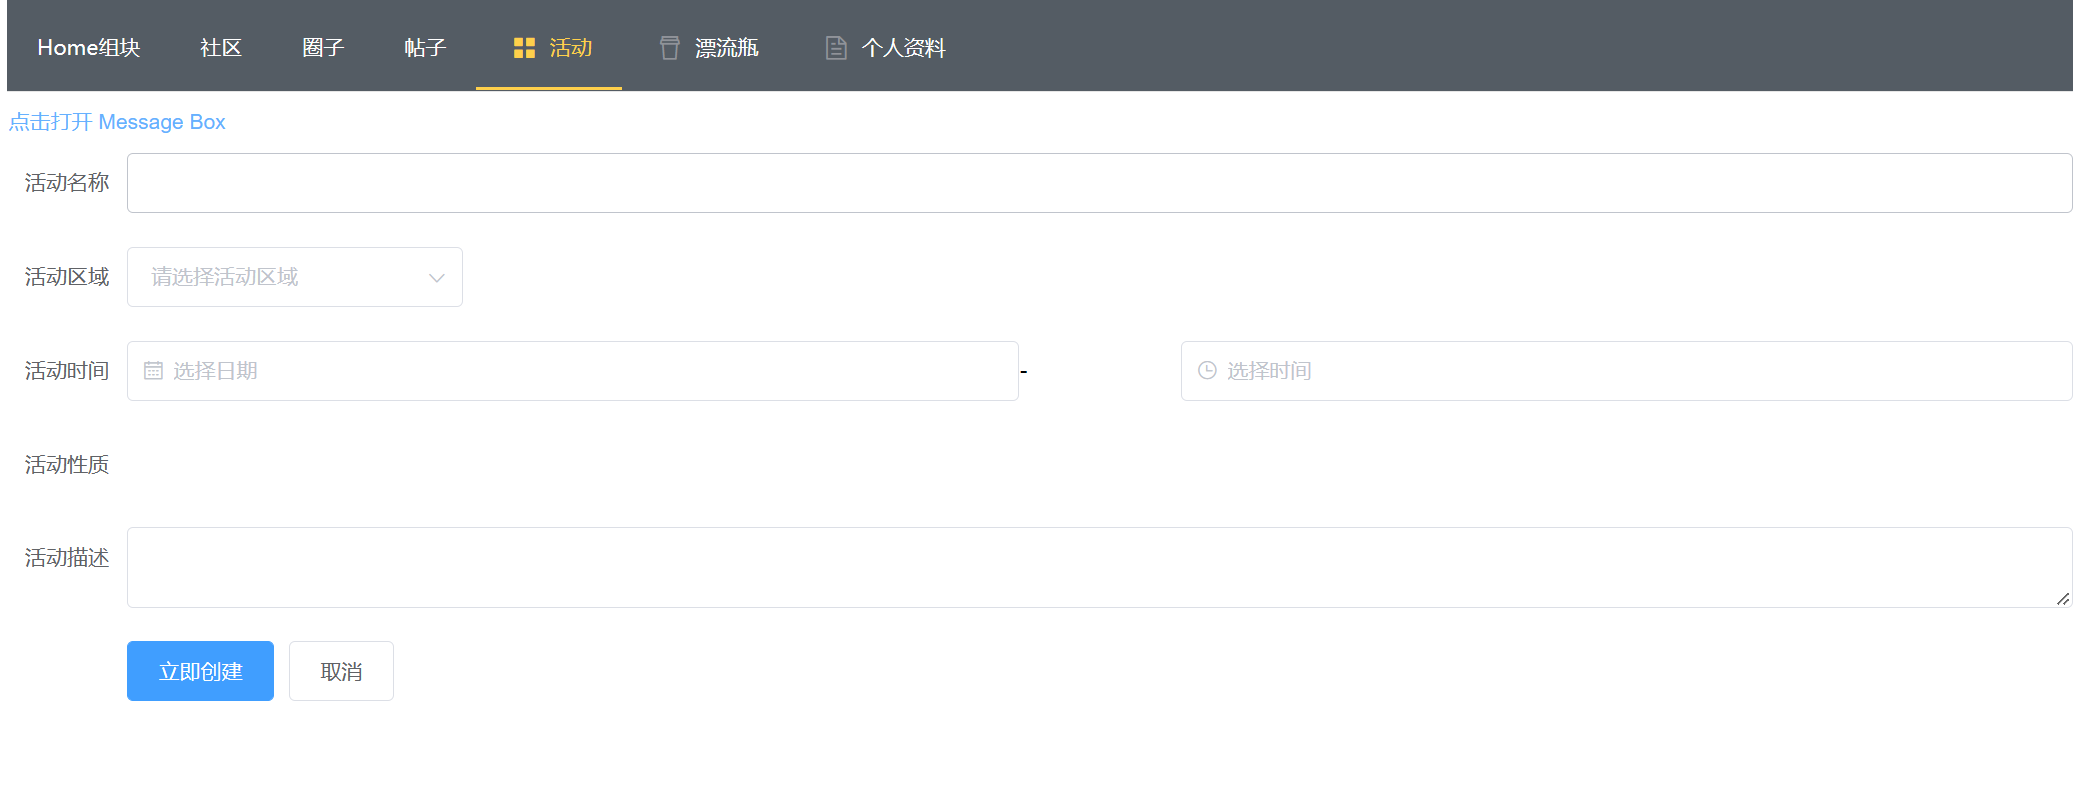 Home组块 社区 圈子 帖子 活动 漂流瓶 个人资料
点击打开 Message Box
活动名称
活动区域 请选择活动区域
活动时间 选择日期 - 选择时间
活动性质
活动描述
立即创建 取消